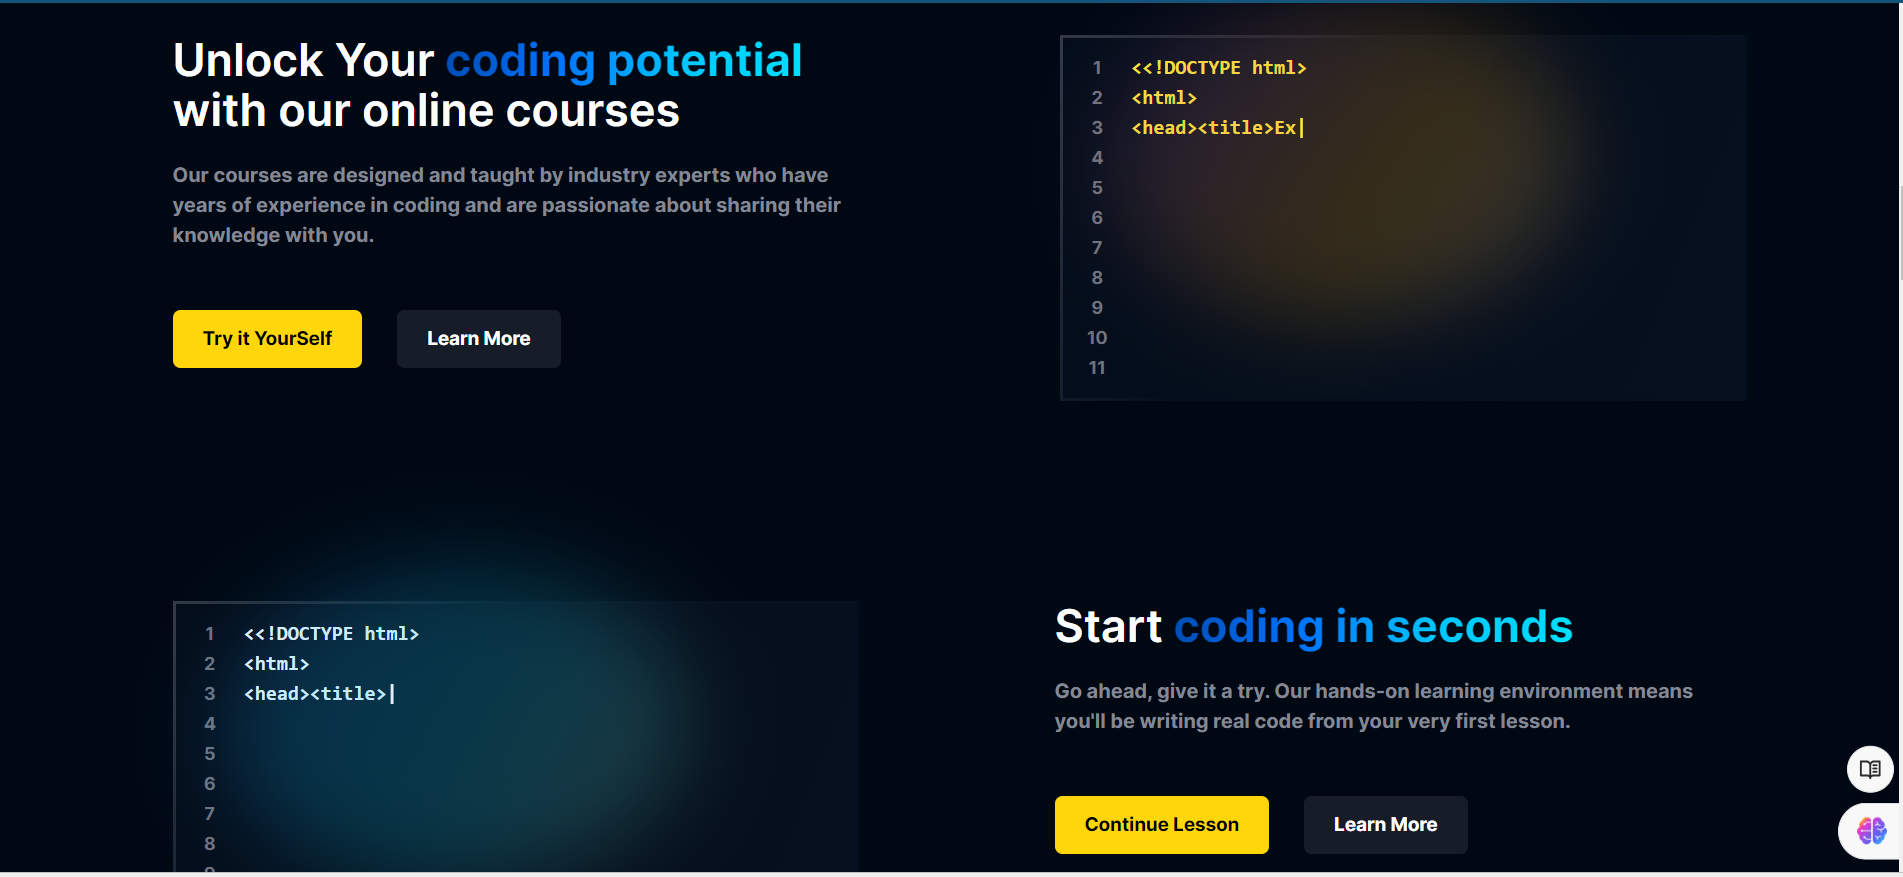 Unlock Your coding potential
with our online courses
Our courses are designed and taught by industry experts who have
years of experience in coding and are passionate about sharing their
knowledge with you.
Try it YourSelf
Learn More
1 <<!DOCTYPE html>
2 <html>
3 <head><title>Ex|
4
5
6
7
8
9
10
11
1 <<!DOCTYPE html>
2 <html>
3 <head><title>|
4
5
6
7
8
Start coding in seconds
Go ahead, give it a try. Our hands-on learning environment means
you'll be writing real code from your very first lesson.
Continue Lesson
Learn More